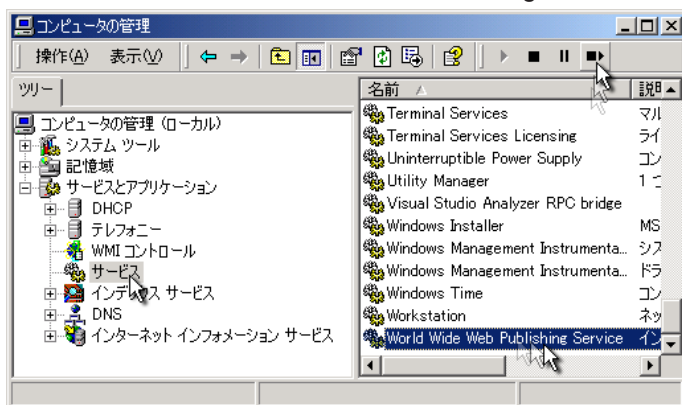 コンピュータの管理
操作(A) 表示(V)
ツリー
コンピュータの管理 (ローカル)
システム ツール
記憶域
サービスとアプリケーション
DHCP
テレフォニー
WMI コントロール
サービス
インデックス サービス
DNS
インターネット インフォメーション サービス
名前 説明
Terminal Services マル
Terminal Services Licensing ライ
Uninterruptible Power Supply コン
Utility Manager 1 つ
Visual Studio Analyzer RPC bridge
Windows Installer MS
Windows Management Instrumenta... シス
Windows Management Instrumenta... ドラ
Windows Time コン
Workstation ネッ
World Wide Web Publishing Service イン